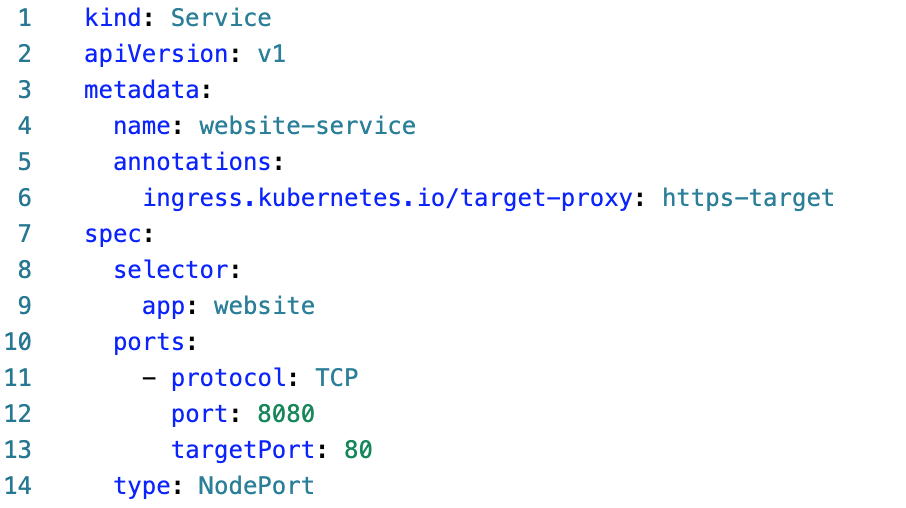 1 kind: Service
2 apiVersion: v1
3 metadata:
4   name: website-service
5   annotations:
6     ingress.kubernetes.io/target-proxy: https-target
7 spec:
8   selector:
9     app: website
10   ports:
11     - protocol: TCP
12       port: 8080
13       targetPort: 80
14   type: NodePort